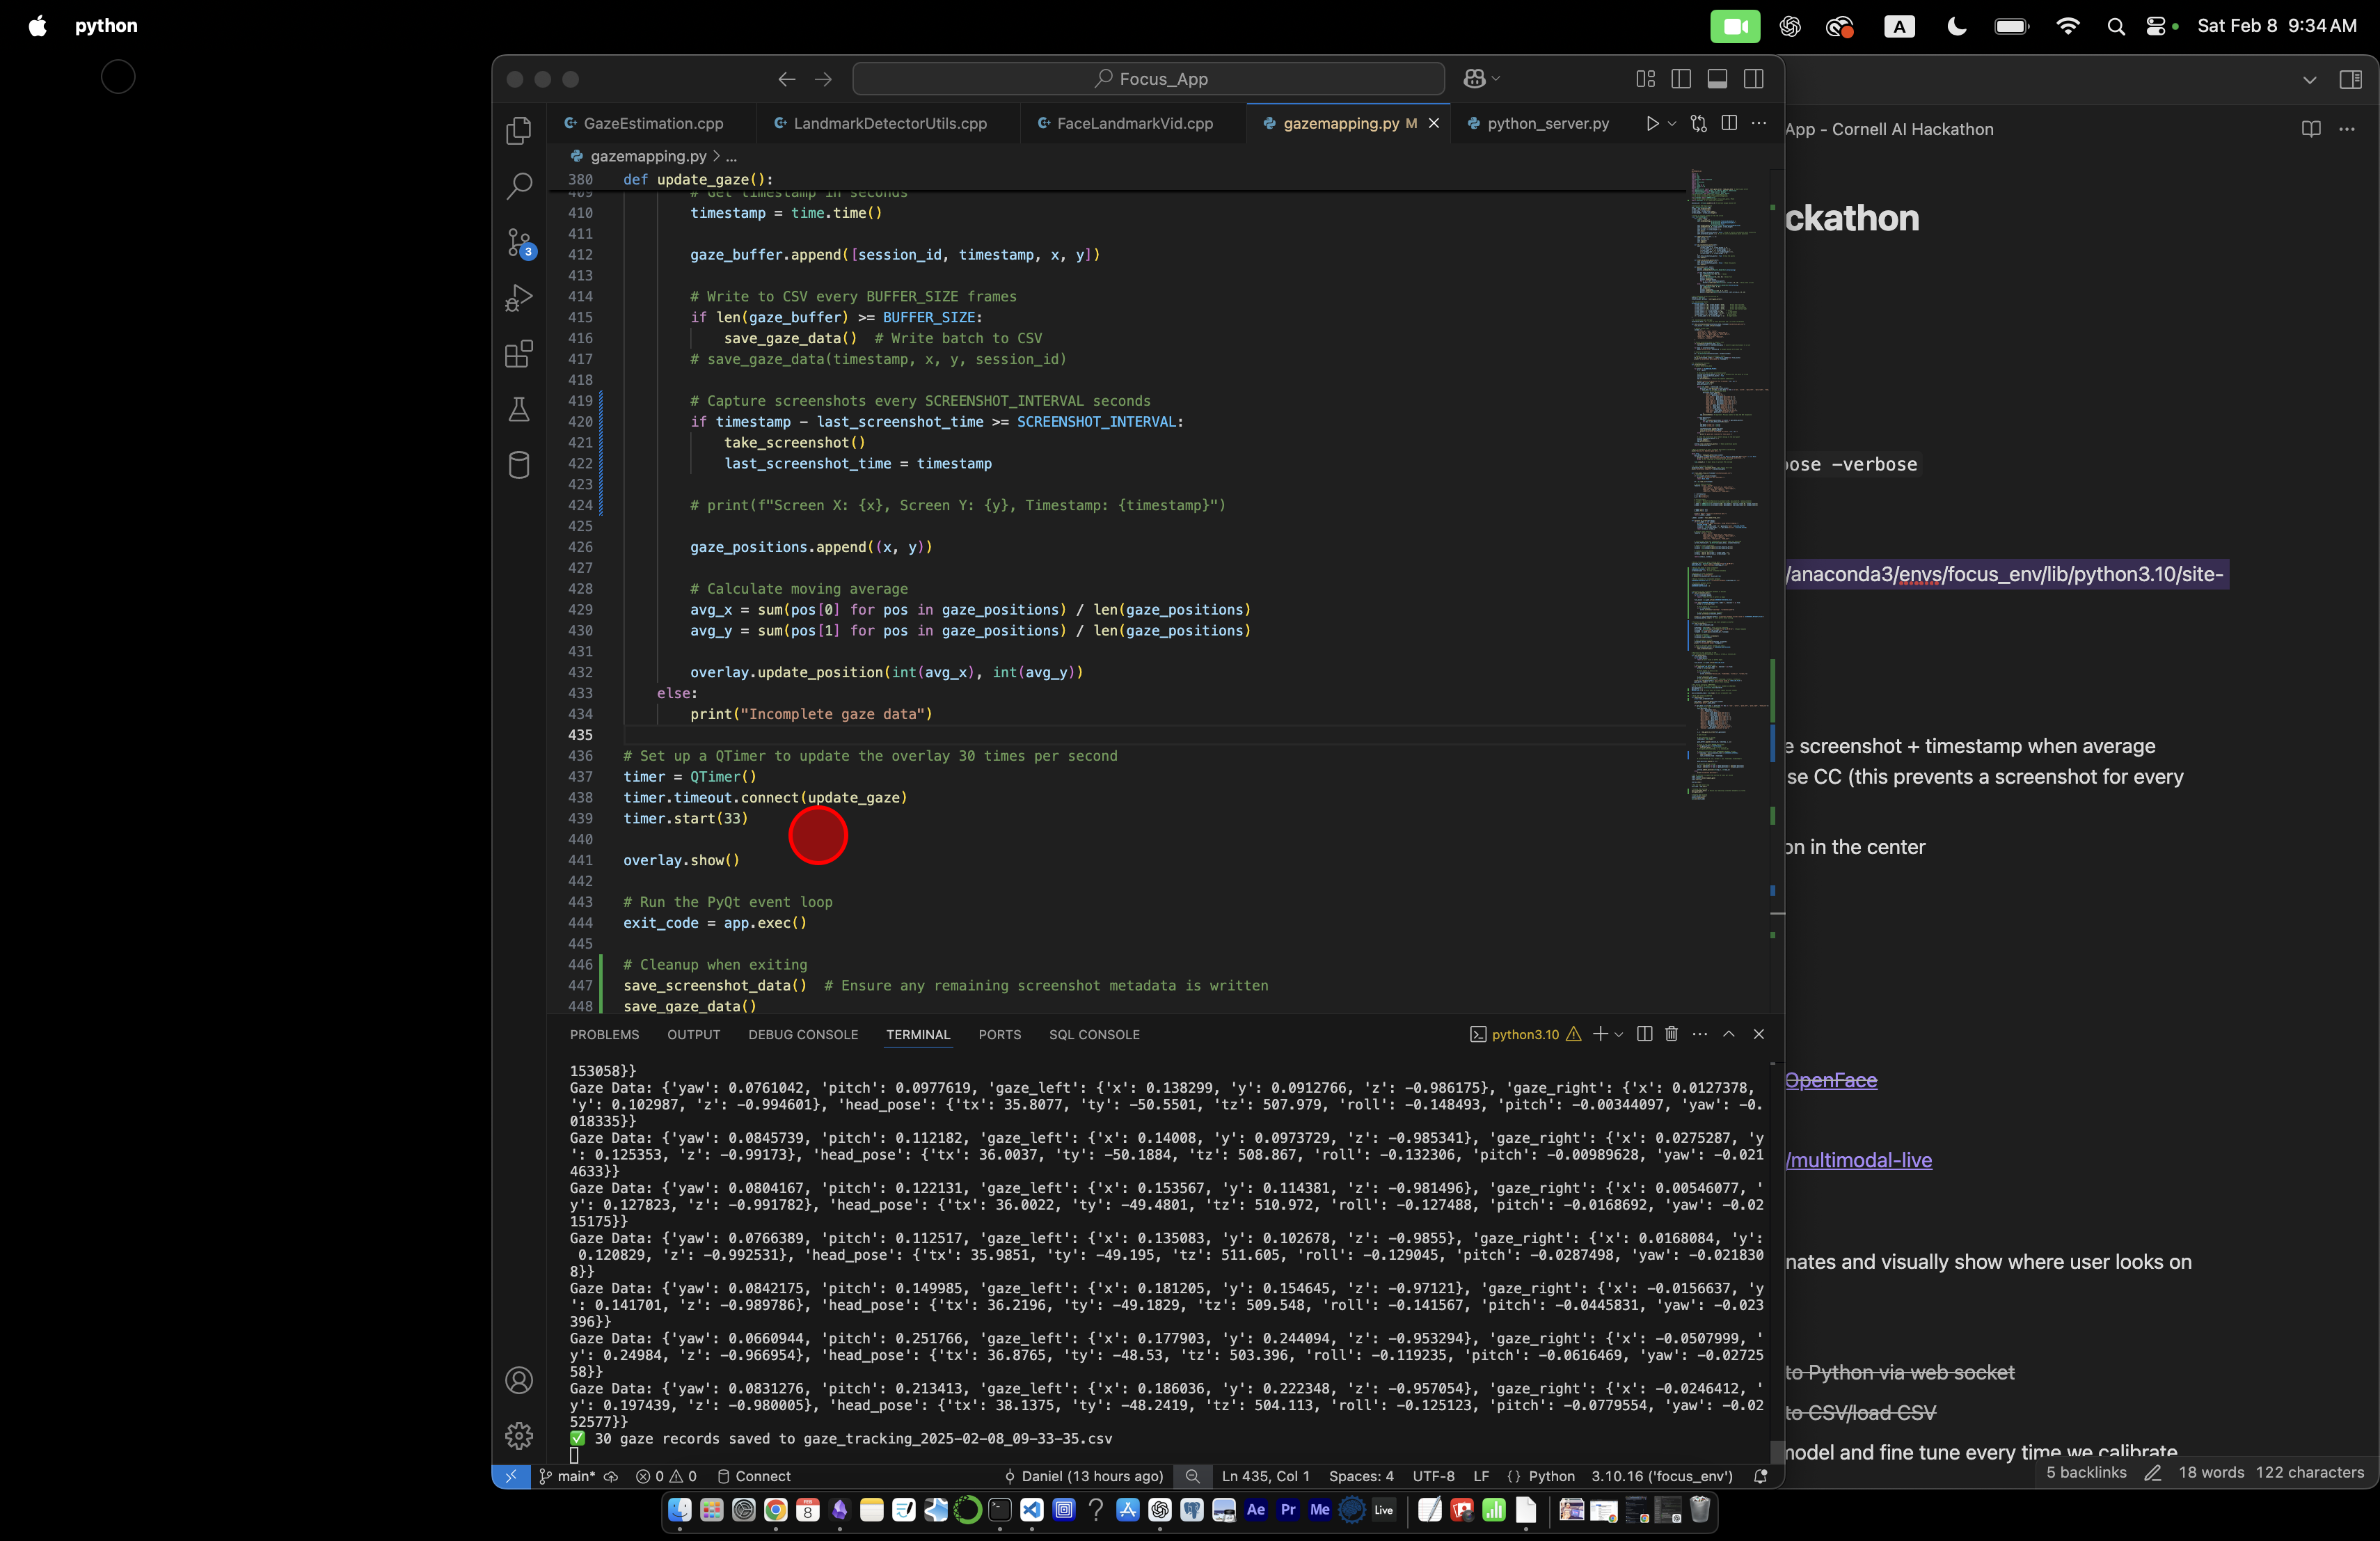 python
Sat Feb 8 9:34 AM
Focus_App
GazeEstimation.cpp
LandmarkDetectorUtils.cpp
FaceLandmarkVid.cpp
gazemapping.py M
python_server.py
gazemapping.py > ...
380 def update_gaze():
409 # Get timestamp in seconds
410 timestamp = time.time()
411
412 gaze_buffer.append([session_id, timestamp, x, y])
413
414 # Write to CSV every BUFFER_SIZE frames
415 if len(gaze_buffer) >= BUFFER_SIZE:
416 save_gaze_data() # Write batch to CSV
417 # save_gaze_data(timestamp, x, y, session_id)
418
419 # Capture screenshots every SCREENSHOT_INTERVAL seconds
420 if timestamp - last_screenshot_time >= SCREENSHOT_INTERVAL:
421 take_screenshot()
422 last_screenshot_time = timestamp
423
424 # print(f"Screen X: {x}, Screen Y: {y}, Timestamp: {timestamp}")
425
426 gaze_positions.append((x, y))
427
428 # Calculate moving average
429 avg_x = sum(pos[0] for pos in gaze_positions) / len(gaze_positions)
430 avg_y = sum(pos[1] for pos in gaze_positions) / len(gaze_positions)
431
432 overlay.update_position(int(avg_x), int(avg_y))
433 else:
434 print("Incomplete gaze data")
435
436 # Set up a QTimer to update the overlay 30 times per second
437 timer = QTimer()
438 timer.timeout.connect(update_gaze)
439 timer.start(33)
440
441 overlay.show()
442
443 # Run the PyQt event loop
444 exit_code = app.exec()
445
446 # Cleanup when exiting
447 save_screenshot_data() # Ensure any remaining screenshot metadata is written
448 save_gaze_data()
3
PROBLEMS OUTPUT DEBUG CONSOLE TERMINAL PORTS SQL CONSOLE
python3.10
153058}}
Gaze Data: {'yaw': 0.0761042, 'pitch': 0.0977619, 'gaze_left': {'x': 0.138299, 'y': 0.0912766, 'z': -0.986175}, 'gaze_right': {'x': 0.0127378,
'y': 0.102987, 'z': -0.994601}, 'head_pose': {'tx': 35.8077, 'ty': -50.5501, 'tz': 507.979, 'roll': -0.148493, 'pitch': -0.00344097, 'yaw': -0.
018335}}
Gaze Data: {'yaw': 0.0845739, 'pitch': 0.112182, 'gaze_left': {'x': 0.14008, 'y': 0.0973729, 'z': -0.985341}, 'gaze_right': {'x': 0.0275287, 'y
': 0.125353, 'z': -0.99173}, 'head_pose': {'tx': 36.0037, 'ty': -50.1884, 'tz': 508.867, 'roll': -0.132306, 'pitch': -0.00989628, 'yaw': -0.021
4633}}
Gaze Data: {'yaw': 0.0804167, 'pitch': 0.122131, 'gaze_left': {'x': 0.153567, 'y': 0.114381, 'z': -0.981496}, 'gaze_right': {'x': 0.00546077, '
y': 0.127823, 'z': -0.991782}, 'head_pose': {'tx': 36.0022, 'ty': -49.4801, 'tz': 510.972, 'roll': -0.127488, 'pitch': -0.0168692, 'yaw': -0.02
15175}}
Gaze Data: {'yaw': 0.0766389, 'pitch': 0.112517, 'gaze_left': {'x': 0.135083, 'y': 0.102678, 'z': -0.9855}, 'gaze_right': {'x': 0.0168084, 'y':
0.120829, 'z': -0.992531}, 'head_pose': {'tx': 35.9851, 'ty': -49.195, 'tz': 511.605, 'roll': -0.129045, 'pitch': -0.0287498, 'yaw': -0.021830
8}}
Gaze Data: {'yaw': 0.0842175, 'pitch': 0.149985, 'gaze_left': {'x': 0.181205, 'y': 0.154645, 'z': -0.97121}, 'gaze_right': {'x': -0.0156637, 'y
': 0.141701, 'z': -0.989786}, 'head_pose': {'tx': 36.2196, 'ty': -49.1829, 'tz': 509.548, 'roll': -0.141567, 'pitch': -0.0445831, 'yaw': -0.023
396}}
Gaze Data: {'yaw': 0.0660944, 'pitch': 0.251766, 'gaze_left': {'x': 0.177903, 'y': 0.244094, 'z': -0.953294}, 'gaze_right': {'x': -0.0507999, '
y': 0.24984, 'z': -0.966954}, 'head_pose': {'tx': 36.8765, 'ty': -48.53, 'tz': 503.396, 'roll': -0.119235, 'pitch': -0.0616469, 'yaw': -0.02725
58}}
Gaze Data: {'yaw': 0.0831276, 'pitch': 0.213413, 'gaze_left': {'x': 0.186036, 'y': 0.222348, 'z': -0.957054}, 'gaze_right': {'x': -0.0246412, '
y': 0.197439, 'z': -0.980005}, 'head_pose': {'tx': 38.1375, 'ty': -48.2419, 'tz': 504.113, 'roll': -0.125123, 'pitch': -0.0779554, 'yaw': -0.02
52577}}
✅ 30 gaze records saved to gaze_tracking_2025-02-08_09-33-35.csv
main* 0 0 Connect Daniel (13 hours ago) Ln 435, Col 1 Spaces: 4 UTF-8 LF {} Python 3.10.16 ('focus_env')
App - Cornell AI Hackathon
ckathon
ose -verbose
/anaconda3/envs/focus_env/lib/python3.10/site-
e screenshot + timestamp when average
se CC (this prevents a screenshot for every
on in the center
OpenFace
/multimodal-live
nates and visually show where user looks on
to Python via web socket
to CSV/load CSV
model and fine tune every time we calibrate
5 backlinks 18 words 122 characters
FEB 8
Ae Pr Me Live